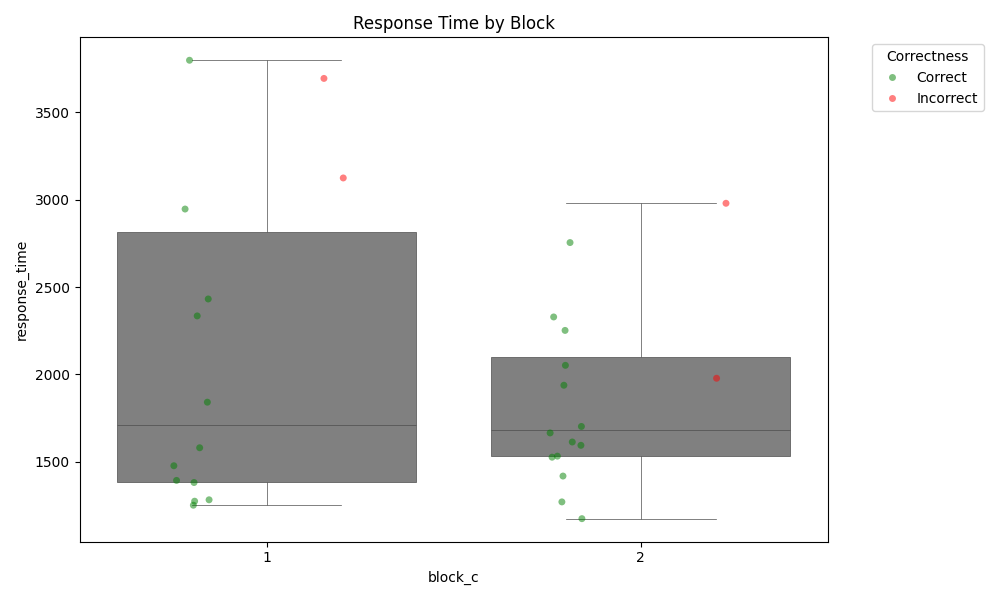 Response Time by Block
Correctness
Correct
Incorrect
response_time
3500
3000
2500
2000
1500
1
2
block_c